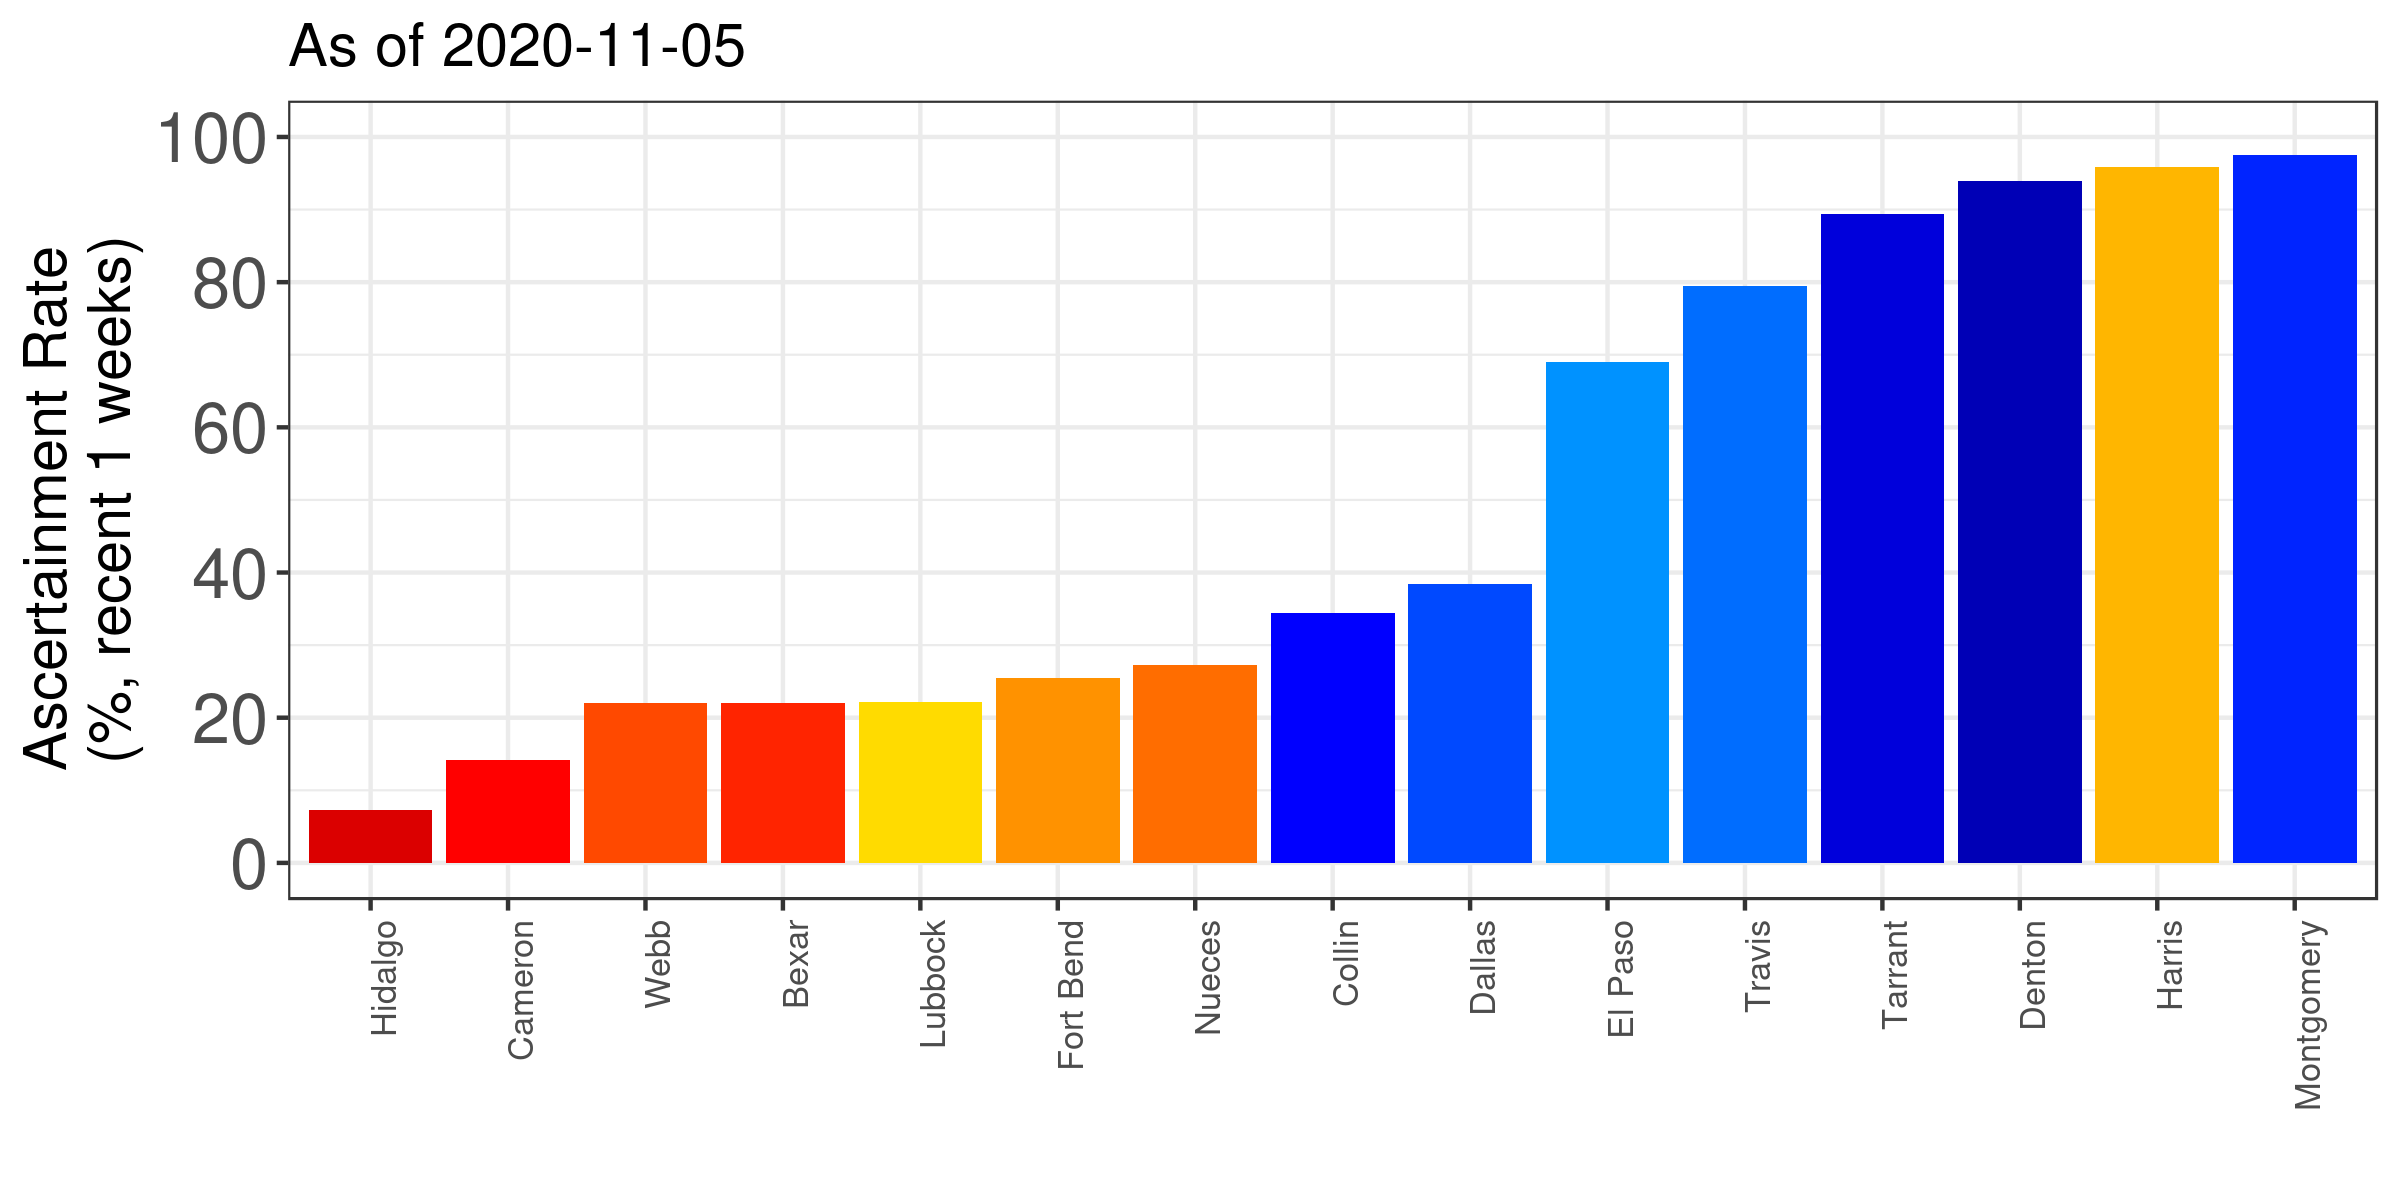 As of 2020-11-05
Ascertainment Rate
(%, recent 1 weeks)
100
80
60
40
20
0
Hidalgo
Cameron
Webb
Bexar
Lubbock
Fort Bend
Nueces
Collin
Dallas
El Paso
Travis
Tarrant
Denton
Harris
Montgomery